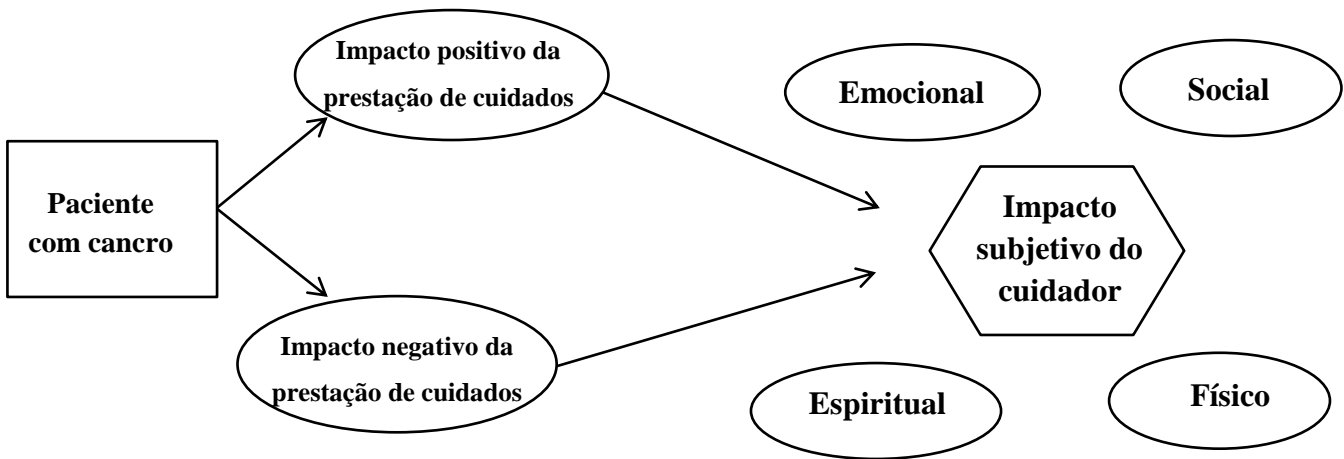 Impacto positivo da
prestação de cuidados
Emocional
Social
Paciente
com cancro
Impacto
subjetivo do
cuidador
Impacto negativo da
prestação de cuidados
Espiritual
Físico